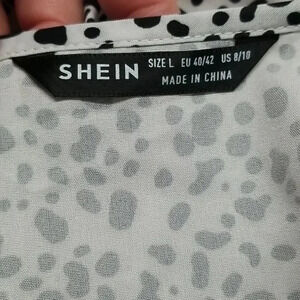 SHEIN
SIZE L EU 40/42 US 8/10
MADE IN CHINA